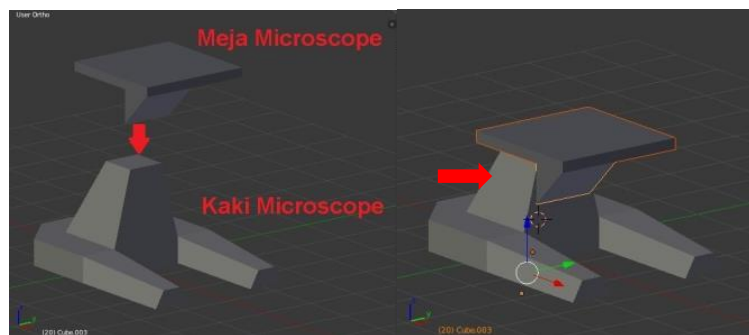 User Ortho
Meja Microscope
Kaki Microscope
(20) Cube.003
(20) Cube.003